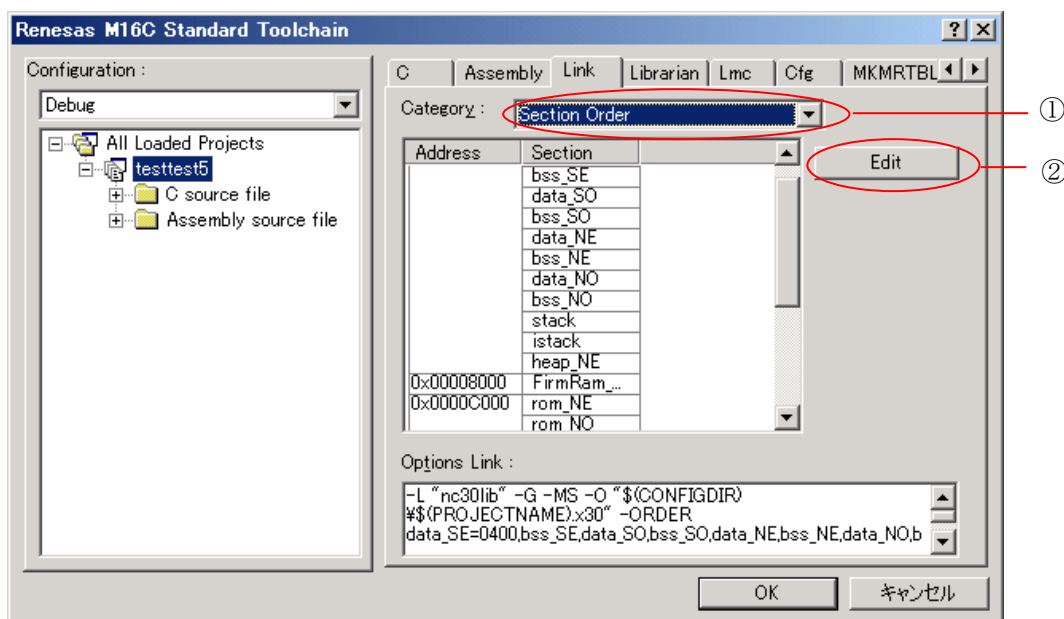 Renesas M16C Standard Toolchain
Configuration :
Debug
All Loaded Projects
testtest5
C source file
Assembly source file
C Assembly Link Librarian Lmc Cfg MKMRTBL
Category : Section Order
①
Edit
②
Address Section
bss_SE
data_SO
bss_SO
data_NE
bss_NE
data_NO
bss_NO
stack
istack
heap_NE
0x00008000 FirmRam_...
0x0000C000 rom_NE
rom_NO
Options Link :
-L "nc30lib" -G -MS -O "$(CONFIGDIR)
¥$(PROJECTNAME).x30" -ORDER
data_SE=0400,bss_SE,data_SO,bss_SO,data_NE,bss_NE,data_NO,b
OK キャンセル